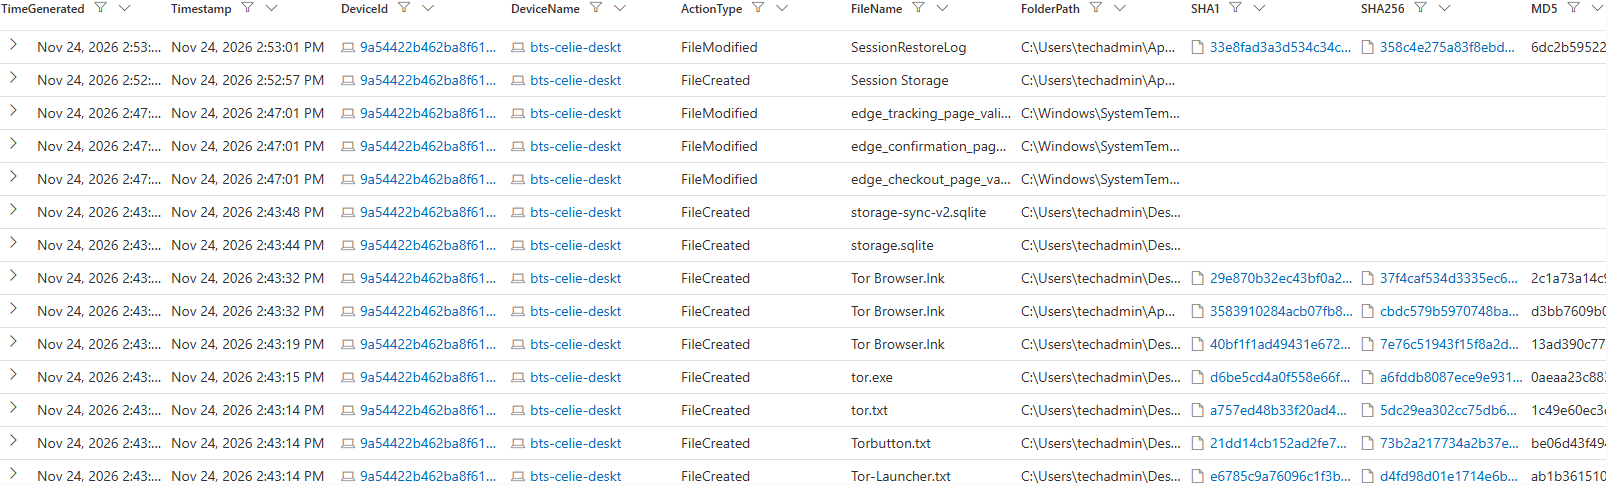 TimeGenerated Timestamp DeviceId DeviceName ActionType FileName FolderPath SHA1 SHA256 MD5
Nov 24, 2026 2:53:... Nov 24, 2026 2:53:01 PM 9a54422b462ba8f61... bts-celie-deskt FileModified SessionRestoreLog C:\Users\techadmin\Ap... 33e8fad3a3d534c34c... 358c4e275a83f8ebd... 6dc2b59522
Nov 24, 2026 2:52:... Nov 24, 2026 2:52:57 PM 9a54422b462ba8f61... bts-celie-deskt FileCreated Session Storage C:\Users\techadmin\Ap...
Nov 24, 2026 2:47:... Nov 24, 2026 2:47:01 PM 9a54422b462ba8f61... bts-celie-deskt FileModified edge_tracking_page_vali... C:\Windows\SystemTem...
Nov 24, 2026 2:47:... Nov 24, 2026 2:47:01 PM 9a54422b462ba8f61... bts-celie-deskt FileModified edge_confirmation_pag... C:\Windows\SystemTem...
Nov 24, 2026 2:47:... Nov 24, 2026 2:47:01 PM 9a54422b462ba8f61... bts-celie-deskt FileModified edge_checkout_page_va... C:\Windows\SystemTem...
Nov 24, 2026 2:43:... Nov 24, 2026 2:43:48 PM 9a54422b462ba8f61... bts-celie-deskt FileCreated storage-sync-v2.sqlite C:\Users\techadmin\Des...
Nov 24, 2026 2:43:... Nov 24, 2026 2:43:44 PM 9a54422b462ba8f61... bts-celie-deskt FileCreated storage.sqlite C:\Users\techadmin\Des...
Nov 24, 2026 2:43:... Nov 24, 2026 2:43:32 PM 9a54422b462ba8f61... bts-celie-deskt FileCreated Tor Browser.lnk C:\Users\techadmin\Des... 29e870b32ec43bf0a2... 37f4caf534d3335ec6... 2c1a73a14c9
Nov 24, 2026 2:43:... Nov 24, 2026 2:43:32 PM 9a54422b462ba8f61... bts-celie-deskt FileCreated Tor Browser.lnk C:\Users\techadmin\Ap... 3583910284acb07fb8... cbdc579b5970748ba... d3bb7609b0
Nov 24, 2026 2:43:... Nov 24, 2026 2:43:19 PM 9a54422b462ba8f61... bts-celie-deskt FileCreated Tor Browser.lnk C:\Users\techadmin\Des... 40bf1f1ad49431e672... 7e76c51943f15f8a2d... 13ad390c77
Nov 24, 2026 2:43:... Nov 24, 2026 2:43:15 PM 9a54422b462ba8f61... bts-celie-deskt FileCreated tor.exe C:\Users\techadmin\Des... d6be5cd4a0f558e66f... a6fddb8087ece9e931... 0aeaa23c883
Nov 24, 2026 2:43:... Nov 24, 2026 2:43:14 PM 9a54422b462ba8f61... bts-celie-deskt FileCreated tor.txt C:\Users\techadmin\Des... a757ed48b33f20ad4... 5dc29ea302cc75db6... 1c49e60ec3
Nov 24, 2026 2:43:... Nov 24, 2026 2:43:14 PM 9a54422b462ba8f61... bts-celie-deskt FileCreated Torbutton.txt C:\Users\techadmin\Des... 21dd14cb152ad2fe7... 73b2a217734a2b37e... be06d43f494
Nov 24, 2026 2:43:... Nov 24, 2026 2:43:14 PM 9a54422b462ba8f61... bts-celie-deskt FileCreated Tor-Launcher.txt C:\Users\techadmin\Des... e6785c9a76096c1f3b... d4fd98d01e1714e6b... ab1b361510